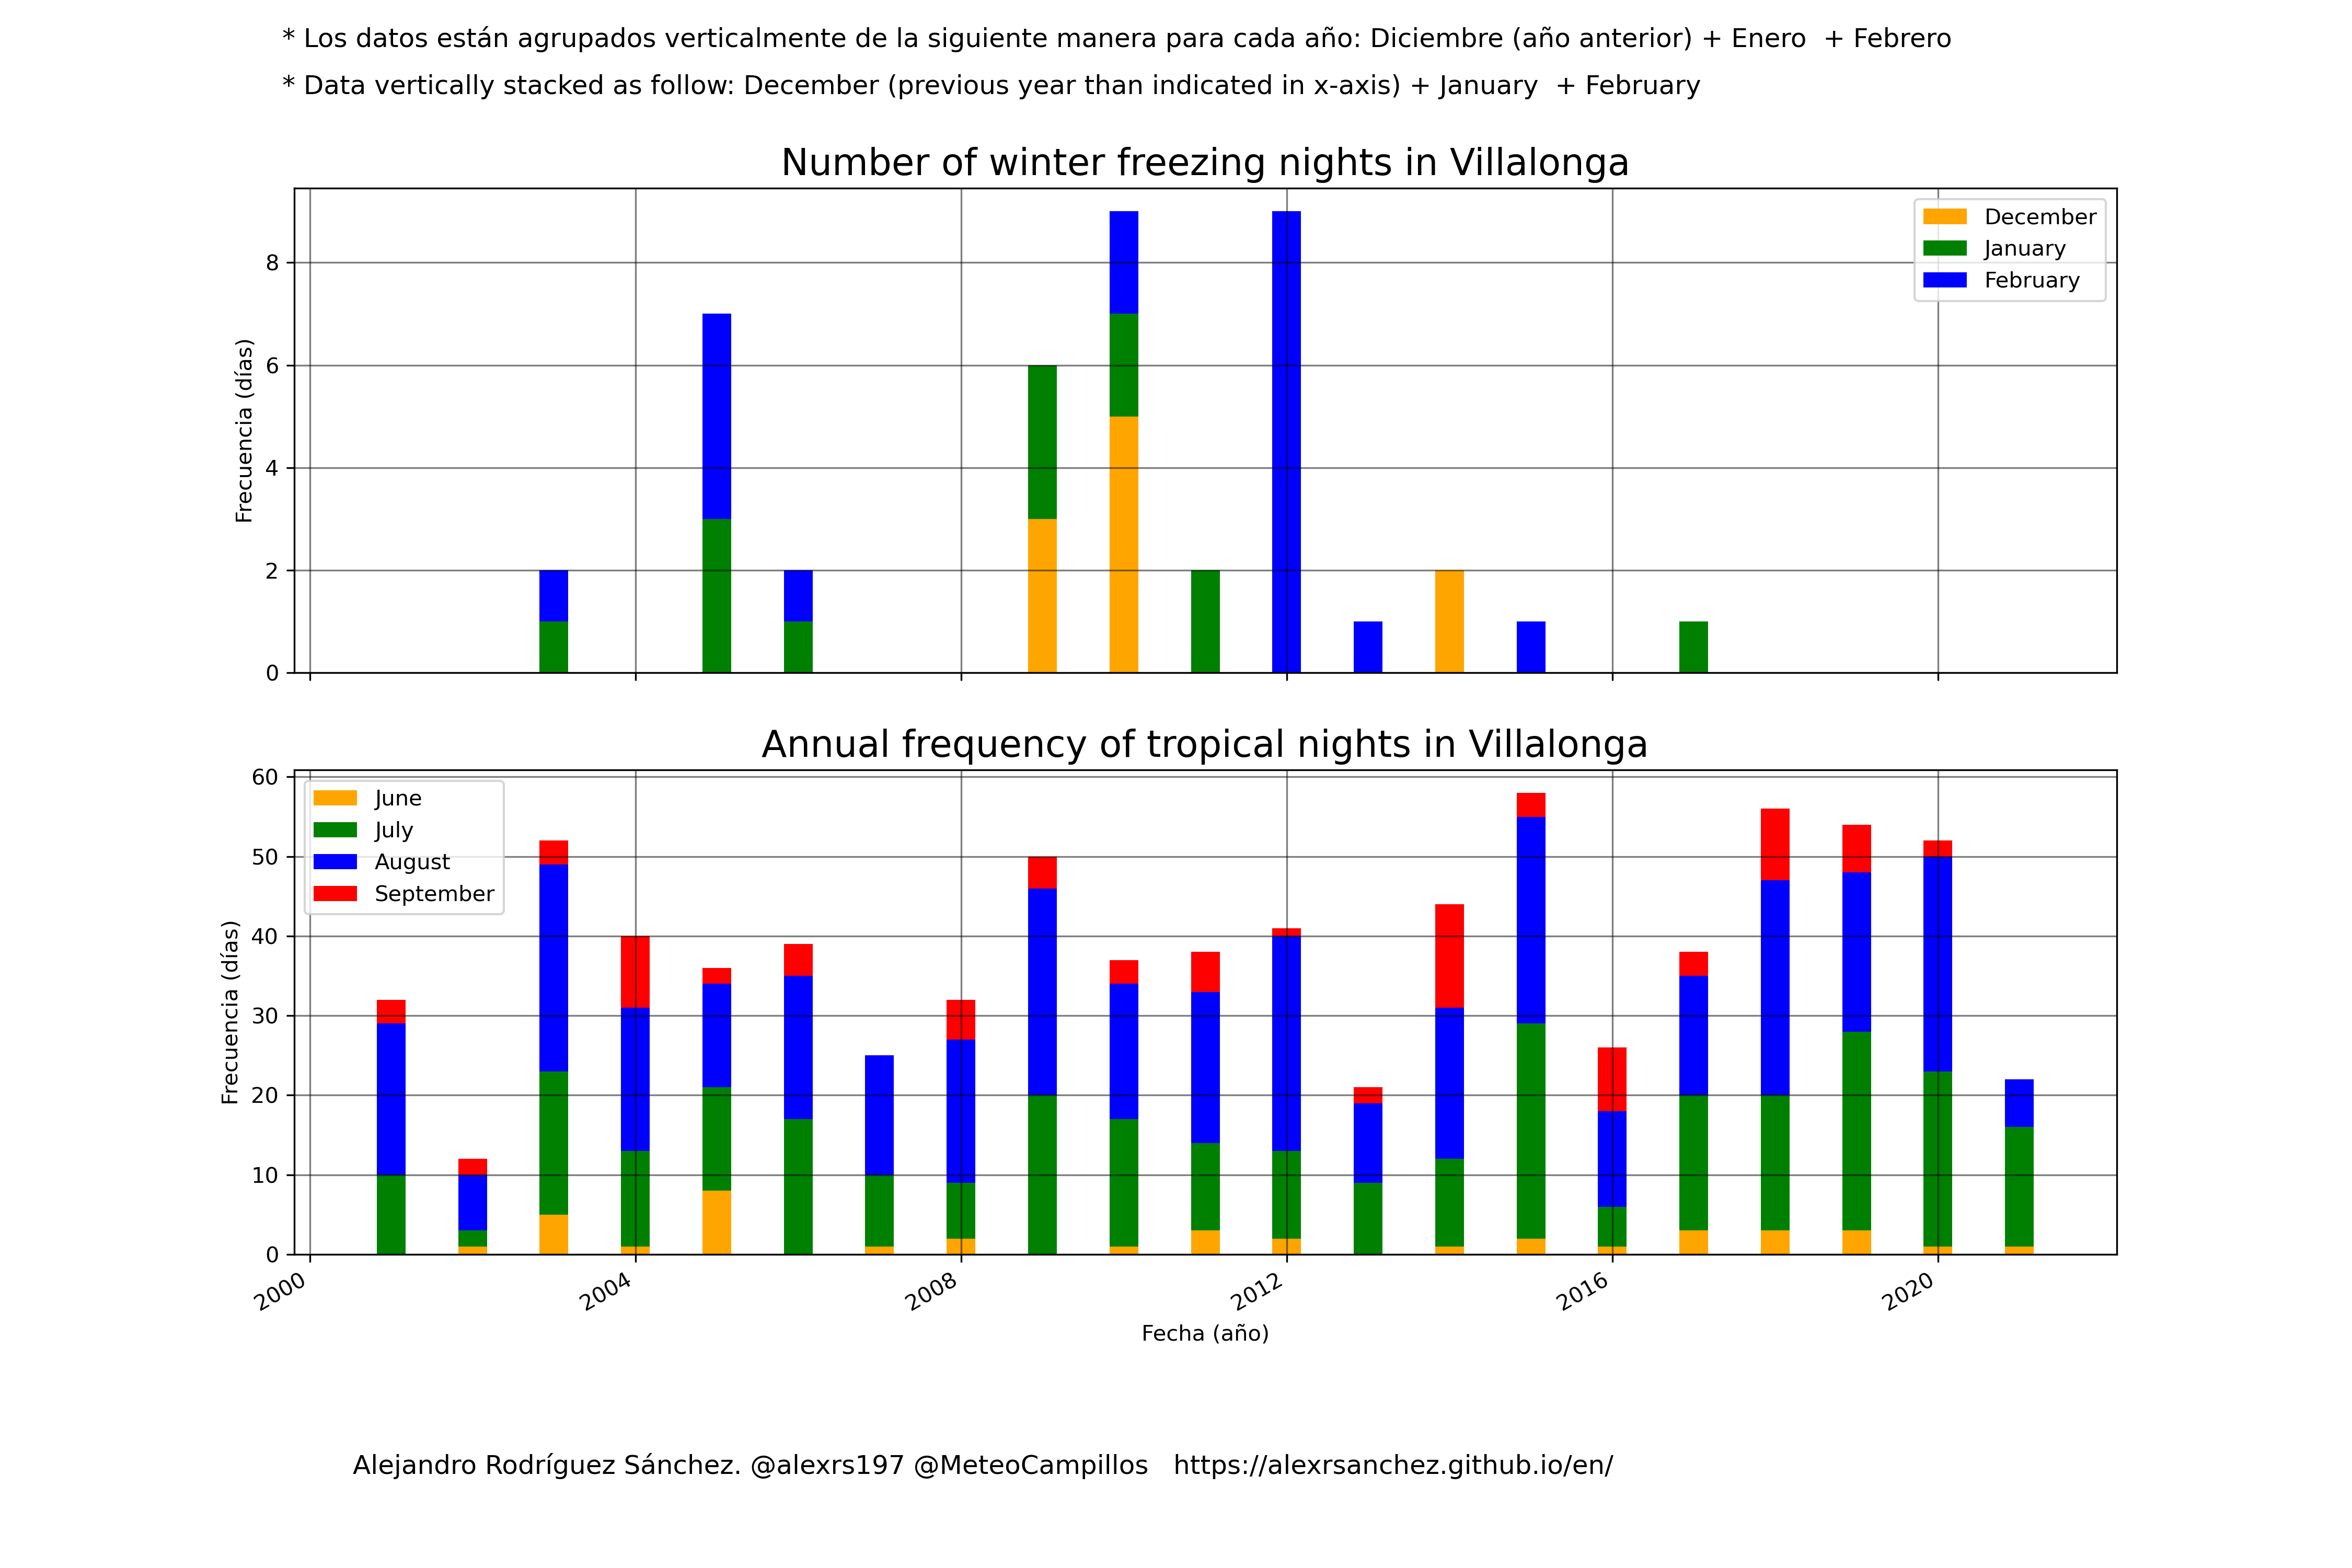 * Los datos están agrupados verticalmente de la siguiente manera para cada año: Diciembre (año anterior) + Enero  + Febrero
* Data vertically stacked as follow: December (previous year than indicated in x-axis) + January  + February
Number of winter freezing nights in Villalonga
Frecuencia (días)
8
6
4
2
0
December
January
February
Annual frequency of tropical nights in Villalonga
Frecuencia (días)
60
50
40
30
20
10
0
June
July
August
September
2000
2004
2008
2012
2016
2020
Fecha (año)
Alejandro Rodríguez Sánchez. @alexrs197 @MeteoCampillos   https://alexrsanchez.github.io/en/